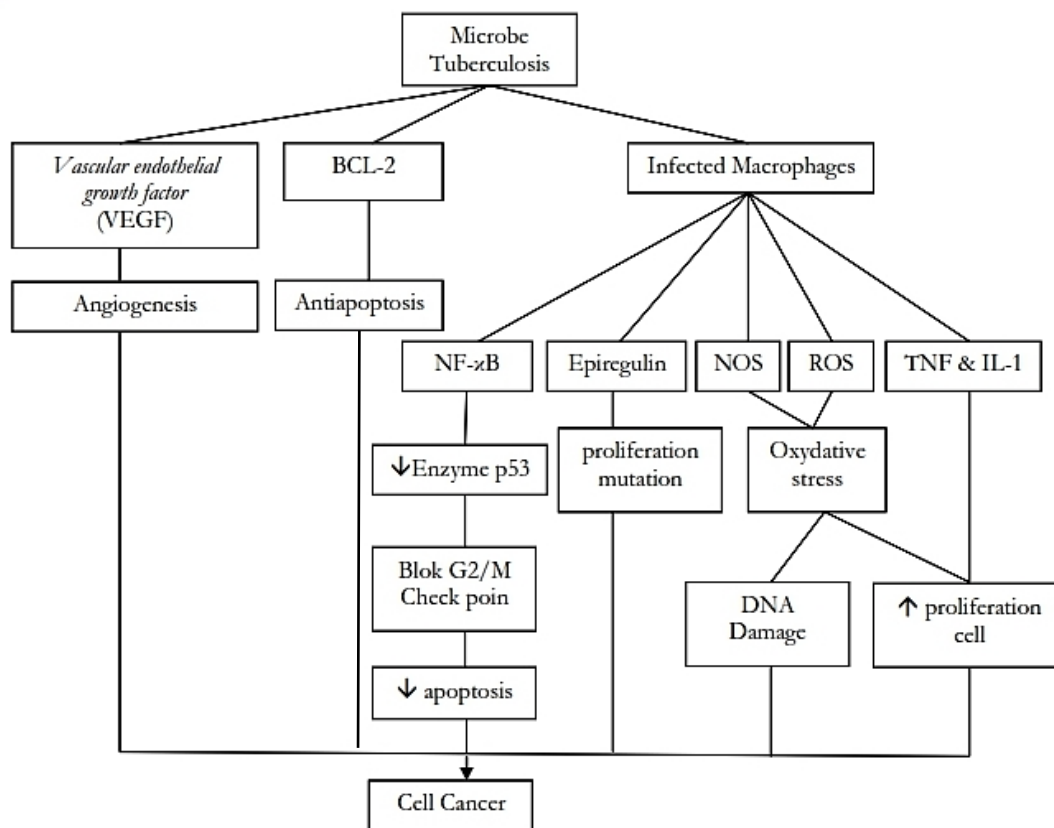 Microbe
Tuberculosis
Vascular endothelial
growth factor
(VEGF)
BCL-2
Infected Macrophages
Angiogenesis
Antiapoptosis
NF-ϰB
Epiregulin
NOS
ROS
TNF & IL-1
↓Enzyme p53
proliferation
mutation
Oxydative
stress
Blok G2/M
Check poin
DNA
Damage
↑ proliferation
cell
↓ apoptosis
Cell Cancer